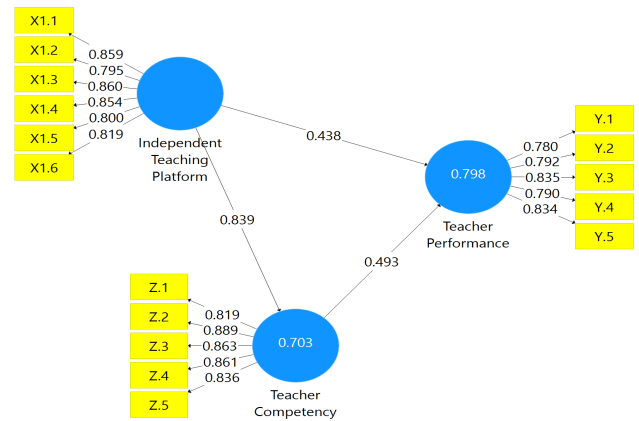 X1.1
X1.2
X1.3
X1.4
X1.5
X1.6
0.859
0.795
0.860
0.854
0.800
0.819
Independent
Teaching
Platform
0.438
0.839
0.493
0.798
Teacher
Performance
0.780
0.792
0.835
0.790
0.834
Y.1
Y.2
Y.3
Y.4
Y.5
Z.1
Z.2
Z.3
Z.4
Z.5
0.819
0.889
0.863
0.861
0.836
0.703
Teacher
Competency